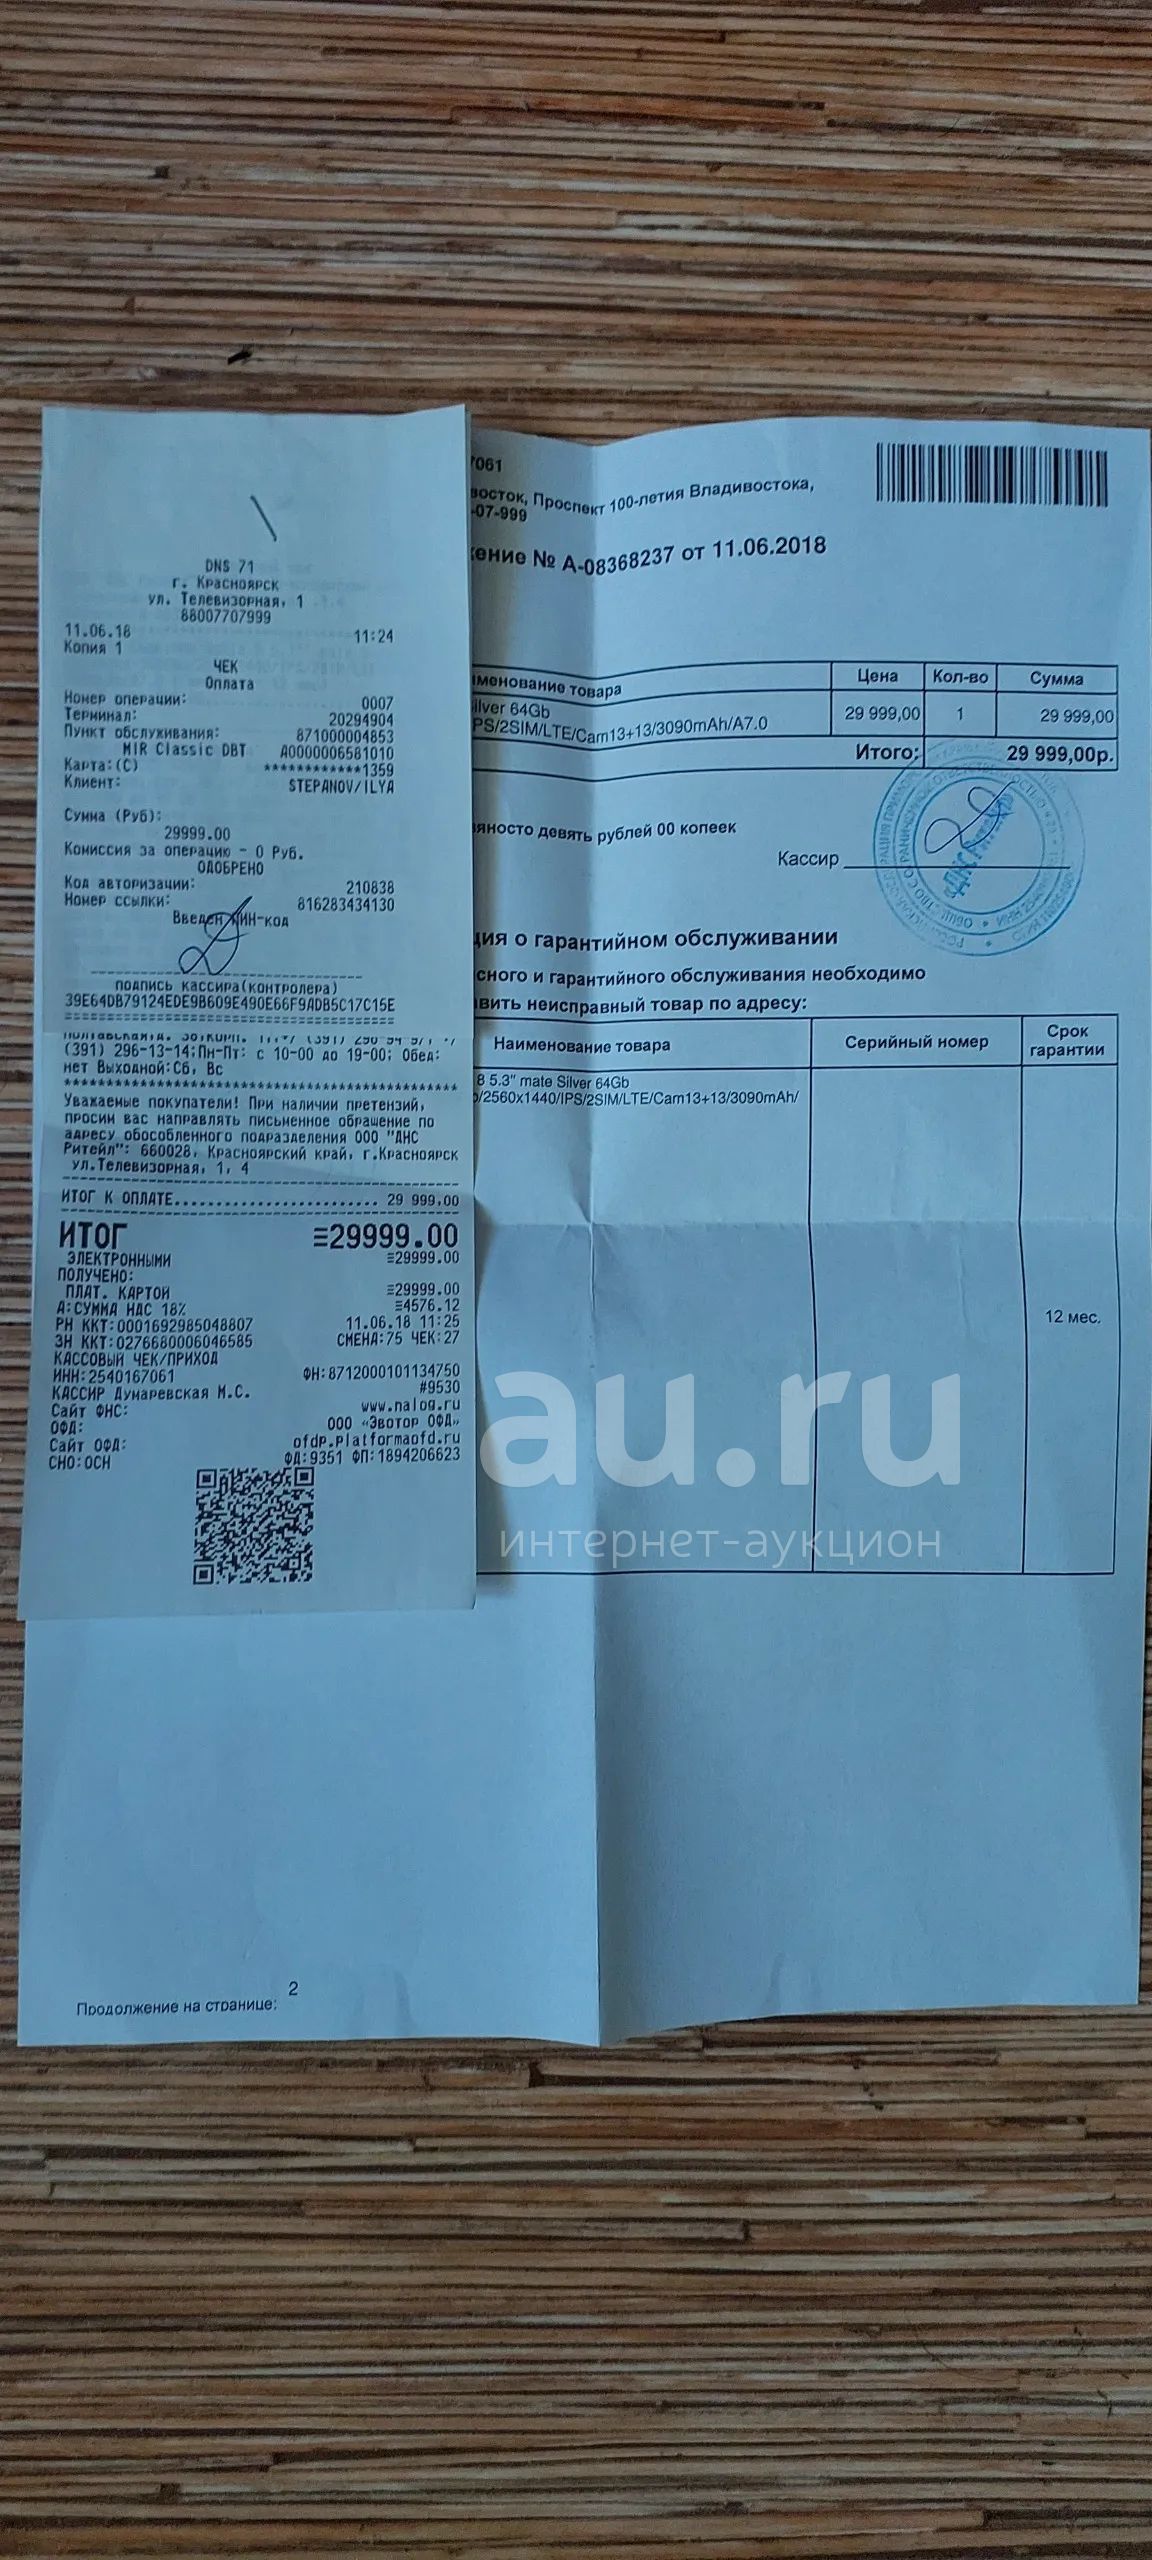 DNS 71
г. Красноярск
ул. Телевизорная, 1
88007707999
11.06.18 11:24
Копия 1
ЧЕК
Оплата
Номер операции: 0007
Терминал: 20294904
Пункт обслуживания: 871000004853
MIR Classic DBT A0000006581010
Карта:(C) ************1359
Клиент: STEPANOV/ILYA
Сумма (Руб):
29999.00
Комиссия за операцию - 0 Руб.
ОДОБРЕНО
Код авторизации: 210838
Номер ссылки: 816283434130
Введен ПИН-код
подпись кассира(контролера)
39E64DB79124EDE9B609E490E66F9ADB5C17C15E
(391) 296-13-14;Пн-Пт: с 10-00 до 19-00; Обед:
нет Выходной:Сб, Вс
Уважаемые покупатели! При наличии претензий,
просим вас направлять письменное обращение по
адресу обособленного подразделения ООО "ДНС
Ритейл": 660028, Красноярский край, г.Красноярск
ул.Телевизорная, 1, 4
ИТОГ К ОПЛАТЕ........................... 29 999,00
ИТОГ ≡29999.00
ЭЛЕКТРОННЫМИ ≡29999.00
ПОЛУЧЕНО:
ПЛАТ. КАРТОЙ ≡29999.00
А:СУММА НДС 18% ≡4576.12
РН ККТ:0001692985048807 11.06.18 11:25
ЗН ККТ:0276680006046585 СМЕНА:75 ЧЕК:27
КАССОВЫЙ ЧЕК/ПРИХОД
ИНН:2540167061 ФН:8712000101134750
КАССИР Думаревская М.С. #9530
Сайт ФНС: www.nalog.ru
ОФД: ООО «Эвотор ОФД»
Сайт ОФД: ofdp.platformaofd.ru
СНО:ОСН ФД:9351 ФП:1894206623
7061
восток, Проспект 100-летия Владивостока,
-07-999
ение № А-08368237 от 11.06.2018
именование товара Цена Кол-во Сумма
ilver 64Gb
PS/2SIM/LTE/Cam13+13/3090mAh/A7.0 29 999,00 1 29 999,00
Итого: 29 999,00р.
яносто девять рублей 00 копеек
Кассир
ция о гарантийном обслуживании
сного и гарантийного обслуживания необходимо
вить неисправный товар по адресу:
Наименование товара Серийный номер Срок гарантии
8 5.3" mate Silver 64Gb
/2560x1440/IPS/2SIM/LTE/Cam13+13/3090mAh/
12 мес.
au.ru
интернет-аукцион
Продолжение на странице: 2